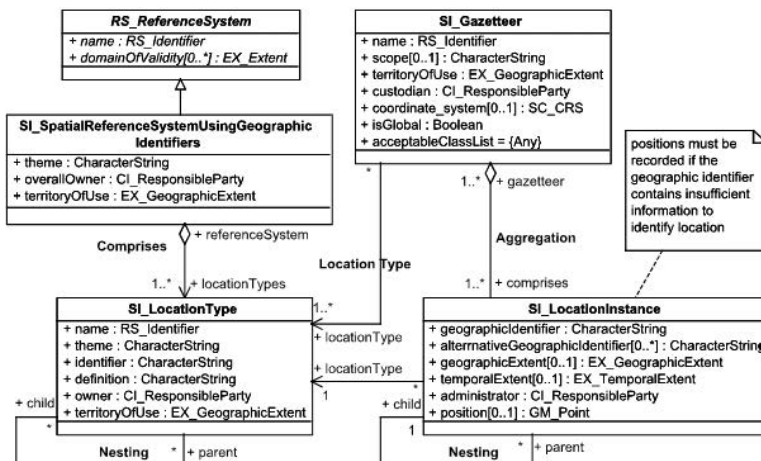 RS_ReferenceSystem
+ name : RS_Identifier
+ domainOfValidity[0..*] : EX_Extent
SI_SpatialReferenceSystemUsingGeographic
Identifiers
+ theme : CharacterString
+ overallOwner : CI_ResponsibleParty
+ territoryOfUse : EX_GeographicExtent
SI_Gazetteer
+ name : RS_Identifier
+ scope[0..1] : CharacterString
+ territoryOfUse : EX_GeographicExtent
+ custodian : CI_ResponsibleParty
+ coordinate_system[0..1] : SC_CRS
+ isGlobal : Boolean
+ acceptableClassList = {Any}
positions must be
recorded if the
geographic identifier
contains insufficient
information to
identify location
+ referenceSystem
Comprises
1..*
+ locationTypes
*
Location Type
1..*
+ locationType
1..*
+ gazetteer
Aggregation
1..*
+ comprises
SI_LocationType
+ name : RS_Identifier
+ theme : CharacterString
+ identifier : CharacterString
+ definition : CharacterString
+ owner : CI_ResponsibleParty
+ territoryOfUse : EX_GeographicExtent
+ locationType
1
*
SI_LocationInstance
+ geographicIdentifier : CharacterString
+ alterrnativeGeographicIdentifier[0..*] : CharacterString
+ geographicExtent[0..1] : EX_GeographicExtent
+ temporalExtent[0..1] : EX_TemporalExtent
+ administrator : CI_ResponsibleParty
+ position[0..1] : GM_Point
+ child
*
Nesting
*
+ parent
+ child
1
Nesting
*
+ parent